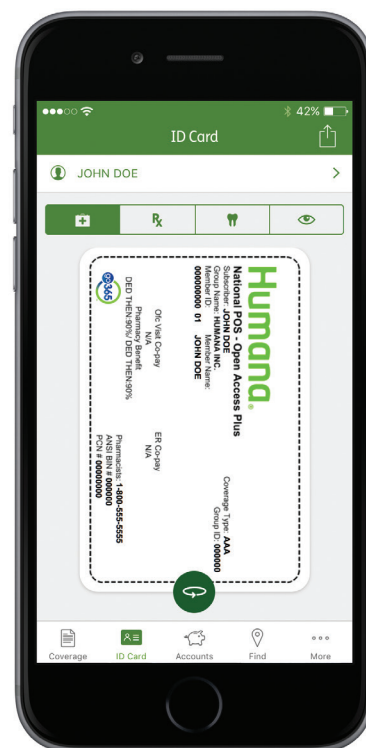 42%
ID Card
JOHN DOE
Rx
Humana®
National POS - Open Access Plus
Subscriber: JOHN DOE
Group Name: HUMANA INC.
Member ID: Member Name:
000000000 01 JOHN DOE
Coverage Type: AAA
Group ID: 000000
Ofc Visit Co-pay
N/A
ER Co-pay
N/A
Pharmacy Benefit
DED THEN:90%/ DED THEN:90%
go365
Pharmacists: 1-800-555-5555
ANSI BIN # 000000
PCN # 00000000
Coverage
ID Card
Accounts
Find
More